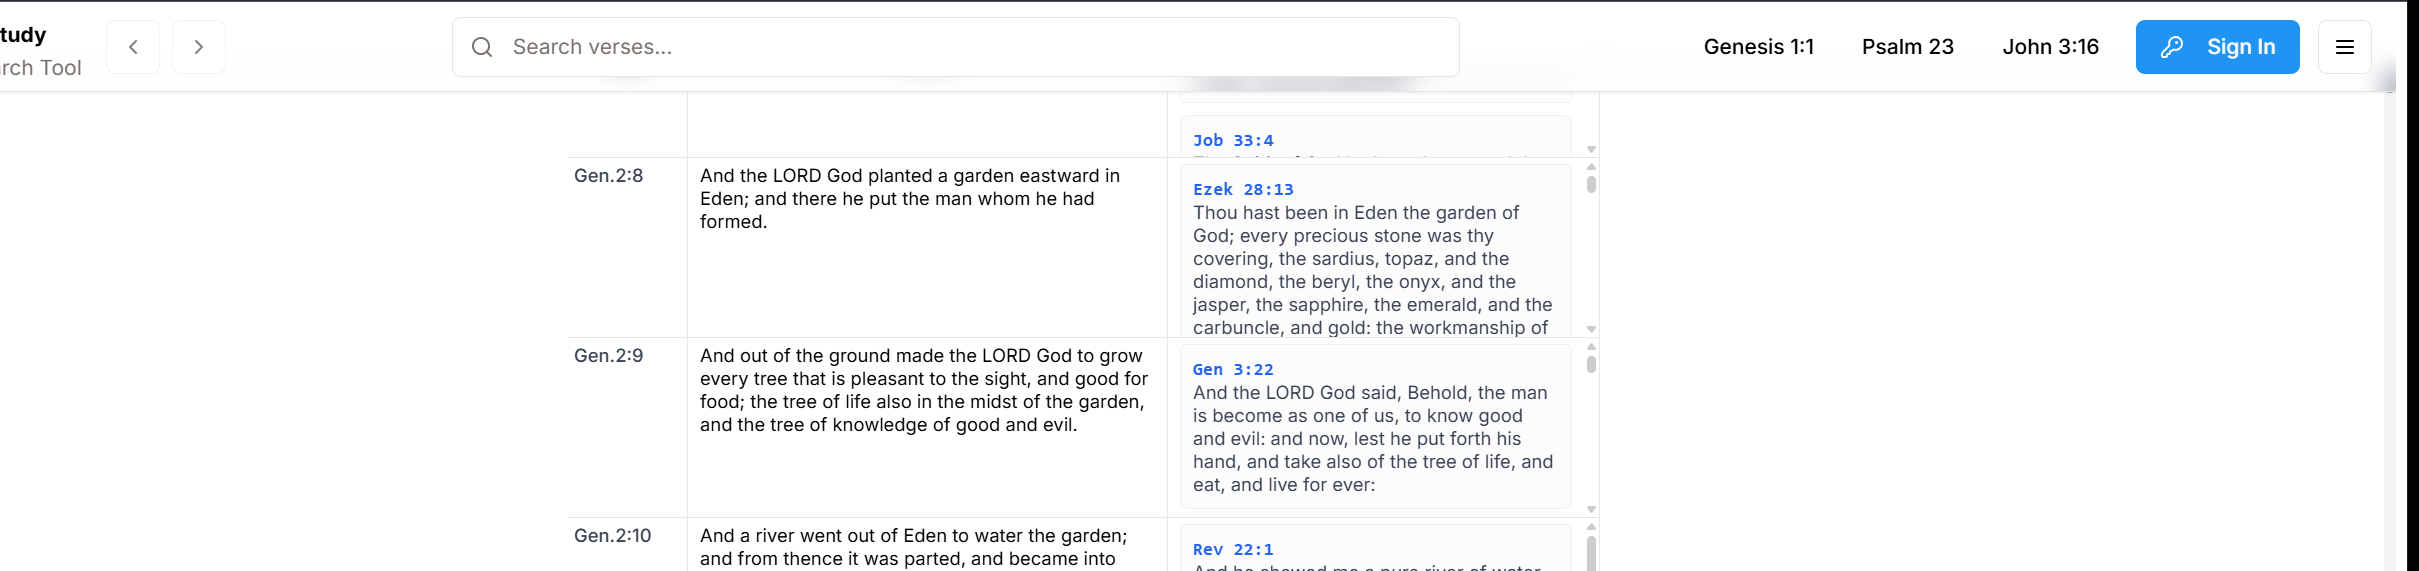 tudy
rch Tool
Search verses...
Genesis 1:1
Psalm 23
John 3:16
Sign In
Job 33:4
Gen.2:8
And the LORD God planted a garden eastward in
Eden; and there he put the man whom he had
formed.
Ezek 28:13
Thou hast been in Eden the garden of
God; every precious stone was thy
covering, the sardius, topaz, and the
diamond, the beryl, the onyx, and the
jasper, the sapphire, the emerald, and the
carbuncle, and gold: the workmanship of
Gen.2:9
And out of the ground made the LORD God to grow
every tree that is pleasant to the sight, and good for
food; the tree of life also in the midst of the garden,
and the tree of knowledge of good and evil.
Gen 3:22
And the LORD God said, Behold, the man
is become as one of us, to know good
and evil: and now, lest he put forth his
hand, and take also of the tree of life, and
eat, and live for ever:
Gen.2:10
And a river went out of Eden to water the garden;
and from thence it was parted, and became into
Rev 22:1
And he showed me a pure river of water